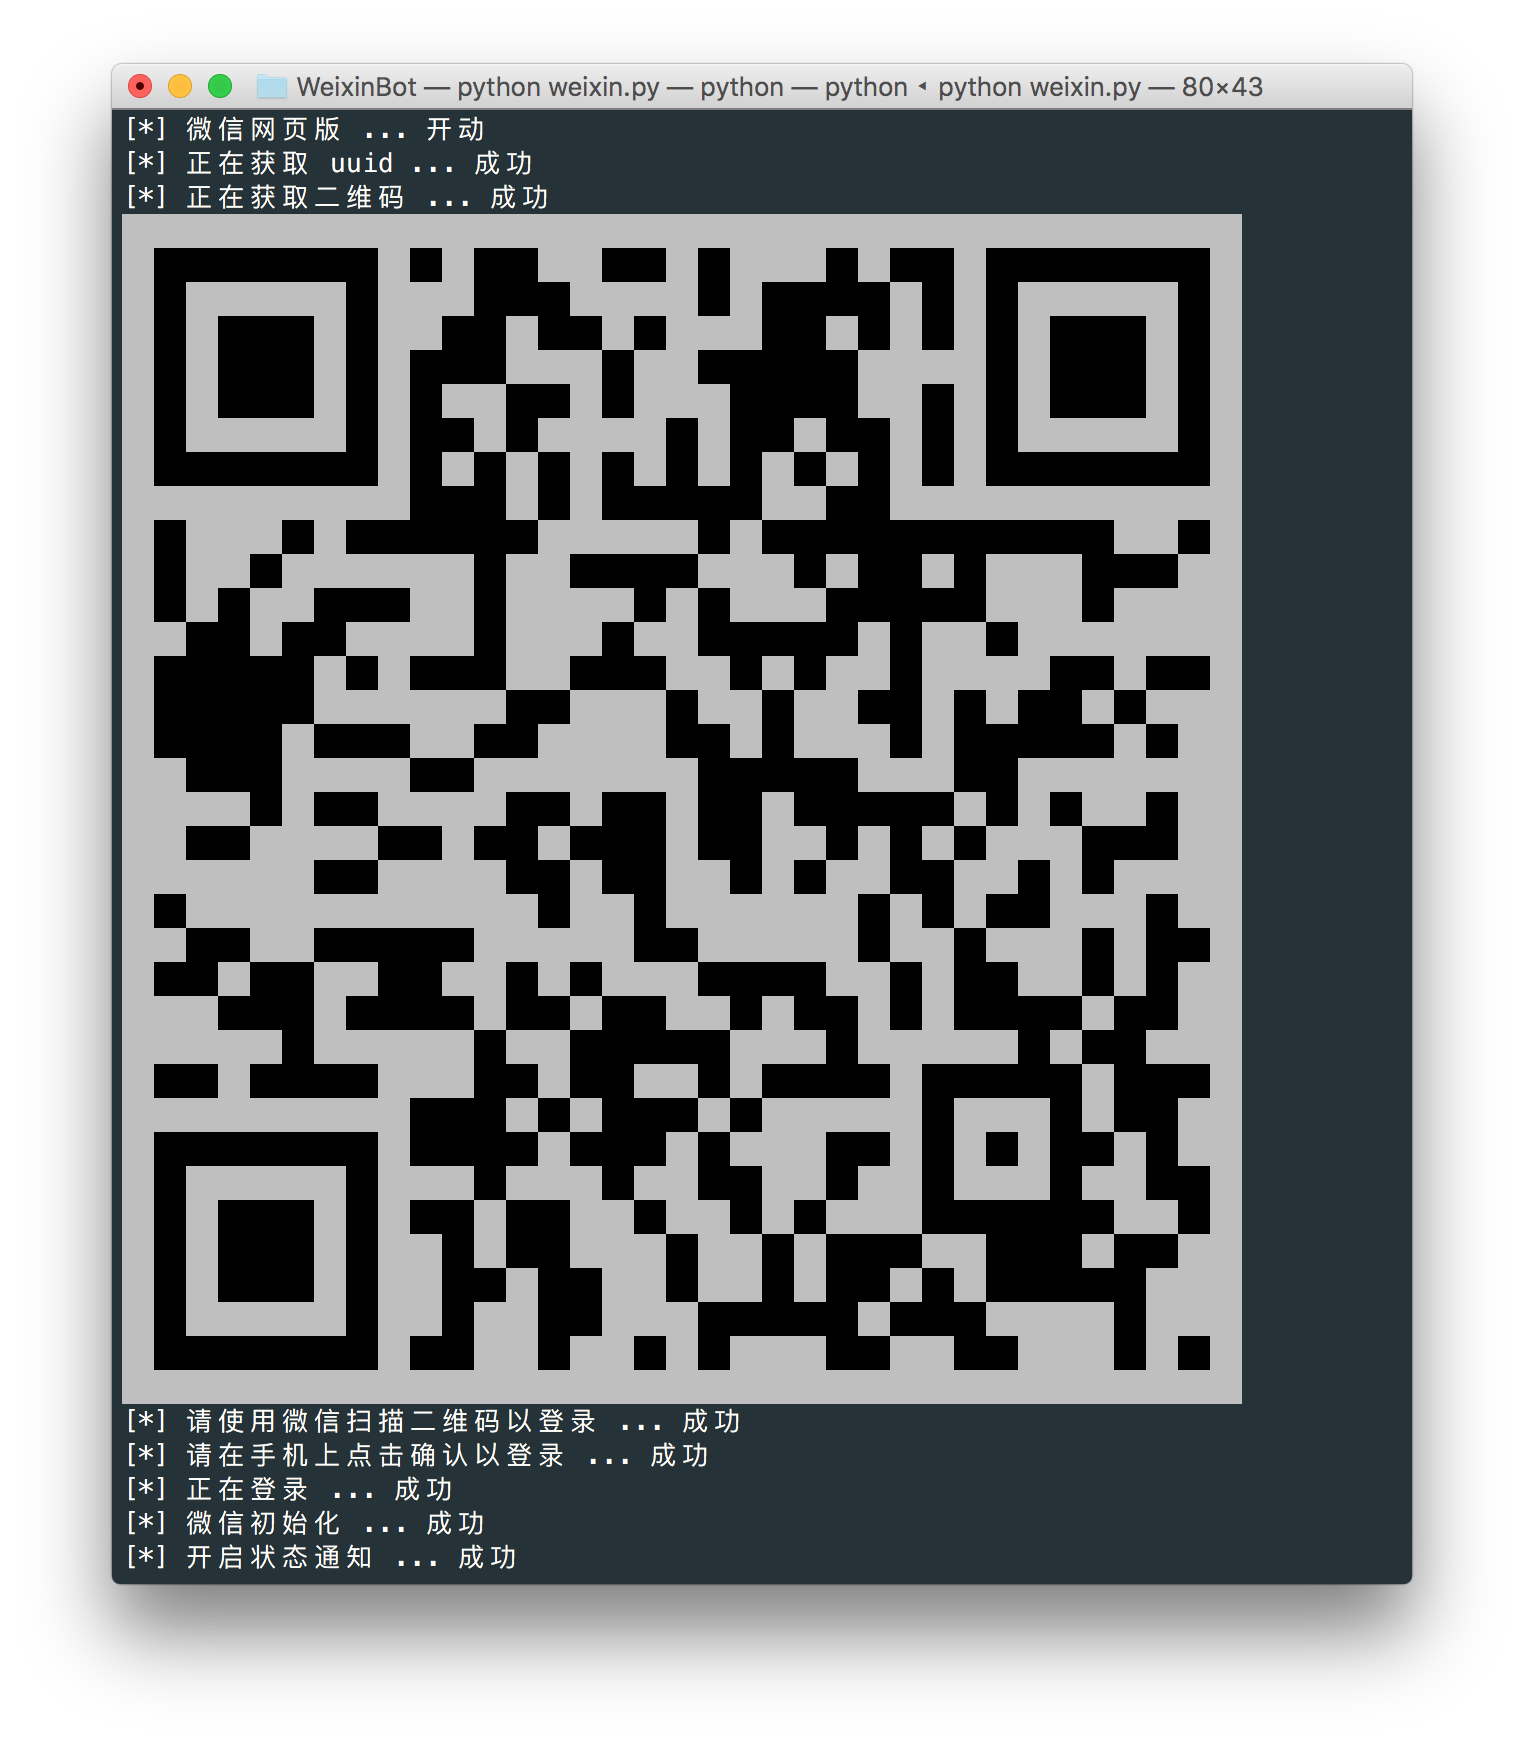 WeixinBot — python weixin.py — python — python ◂ python weixin.py — 80×43
[*] 微信网页版 ... 开动
[*] 正在获取 uuid ... 成功
[*] 正在获取二维码 ... 成功
[*] 请使用微信扫描二维码以登录 ... 成功
[*] 请在手机上点击确认以登录 ... 成功
[*] 正在登录 ... 成功
[*] 微信初始化 ... 成功
[*] 开启状态通知 ... 成功